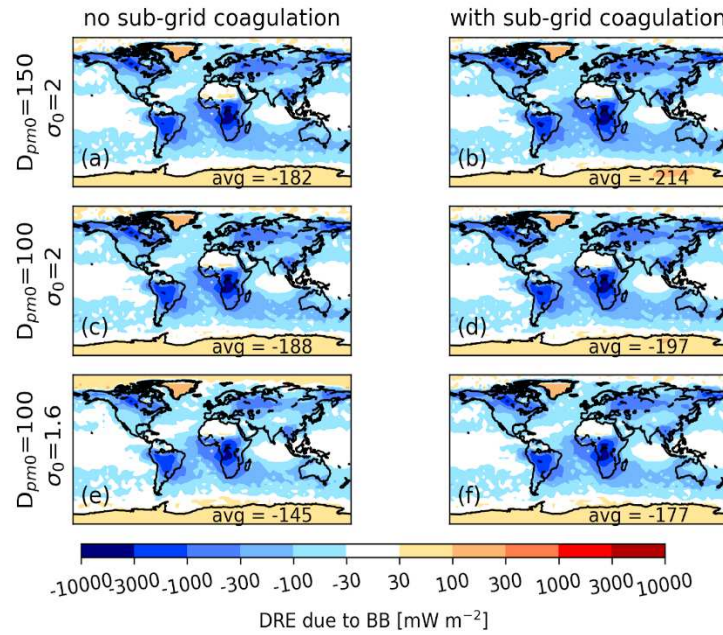 no sub-grid coagulation
with sub-grid coagulation
Dpm0=150
σ0=2
(a)
avg = -182
(b)
avg = -214
Dpm0=100
σ0=2
(c)
avg = -188
(d)
avg = -197
Dpm0=100
σ0=1.6
(e)
avg = -145
(f)
avg = -177
-10000 -3000 -1000 -300 -100 -30 30 100 300 1000 3000 10000
DRE due to BB [mW m⁻²]